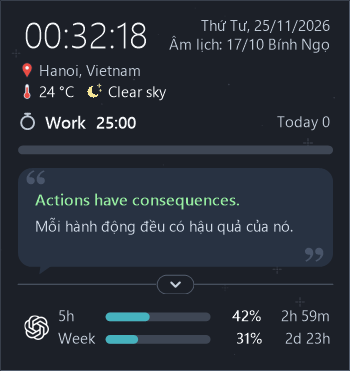 00:32:18
Thứ Tư, 25/11/2026
Âm lịch: 17/10 Bính Ngọ
Hanoi, Vietnam
24 °C Clear sky
Work 25:00 Today 0
Actions have consequences.
Mỗi hành động đều có hậu quả của nó.
5h 42% 2h 59m
Week 31% 2d 23h